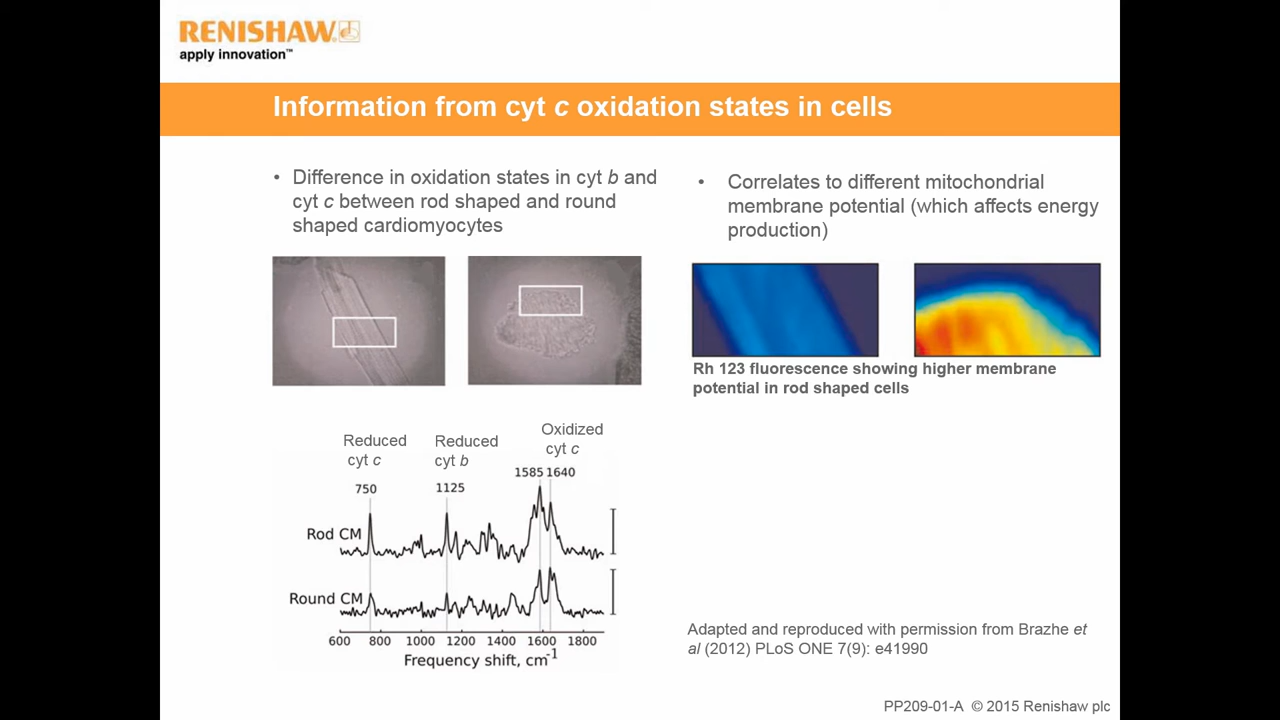 RENISHAW
apply innovation™
Information from cyt c oxidation states in cells
• Difference in oxidation states in cyt b and
cyt c between rod shaped and round
shaped cardiomyocytes
• Correlates to different mitochondrial
membrane potential (which affects energy
production)
Rh 123 fluorescence showing higher membrane
potential in rod shaped cells
Reduced
cyt c
Reduced
cyt b
Oxidized
cyt c
750
1125
1585 1640
Rod CM
Round CM
600 800 1000 1200 1400 1600 1800
Frequency shift, cm-1
Adapted and reproduced with permission from Brazhe et
al (2012) PLoS ONE 7(9): e41990
PP209-01-A © 2015 Renishaw plc